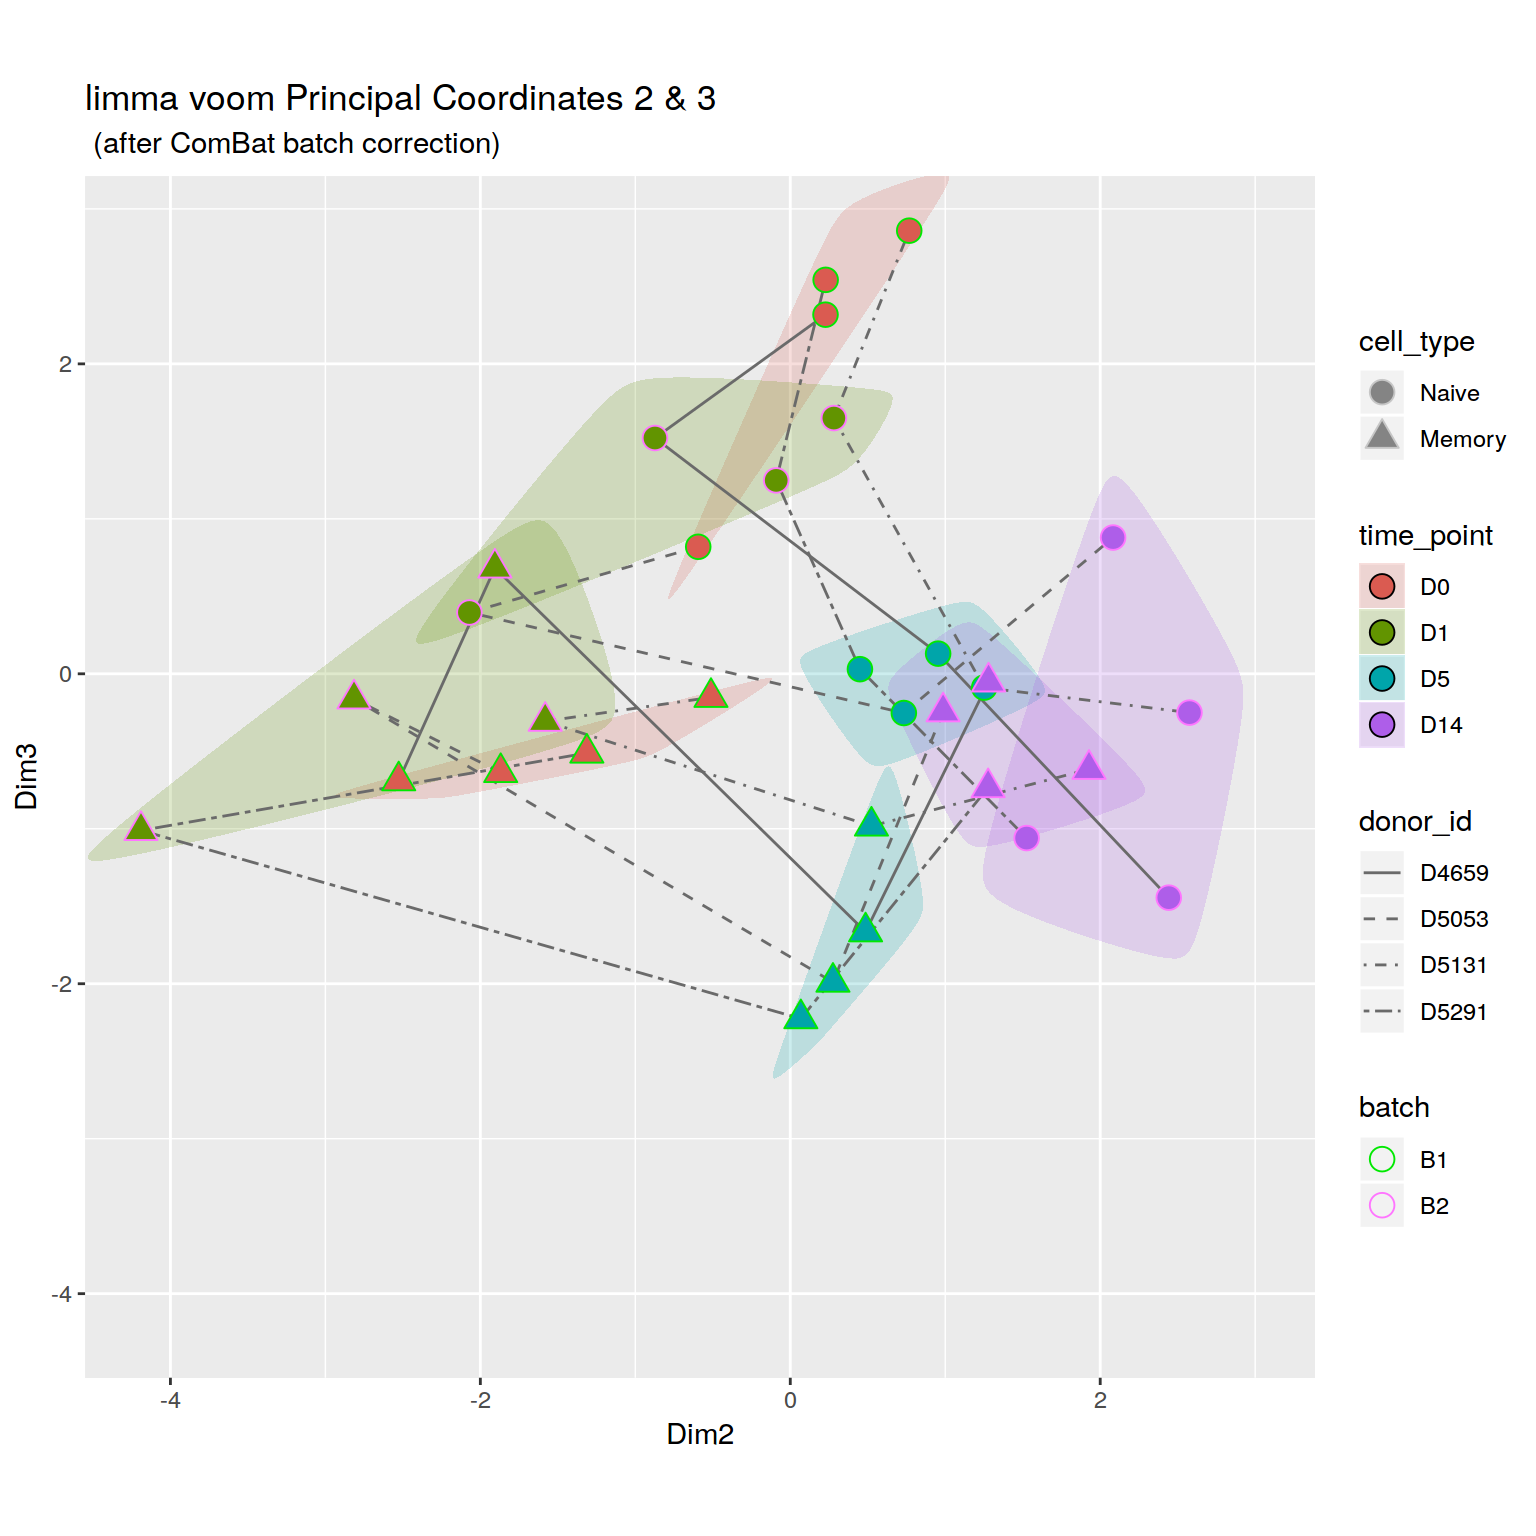 limma voom Principal Coordinates 2 & 3
(after ComBat batch correction)
Dim3
2
0
-2
-4
-4
-2
0
2
Dim2
cell_type
Naive
Memory
time_point
D0
D1
D5
D14
donor_id
D4659
D5053
D5131
D5291
batch
B1
B2